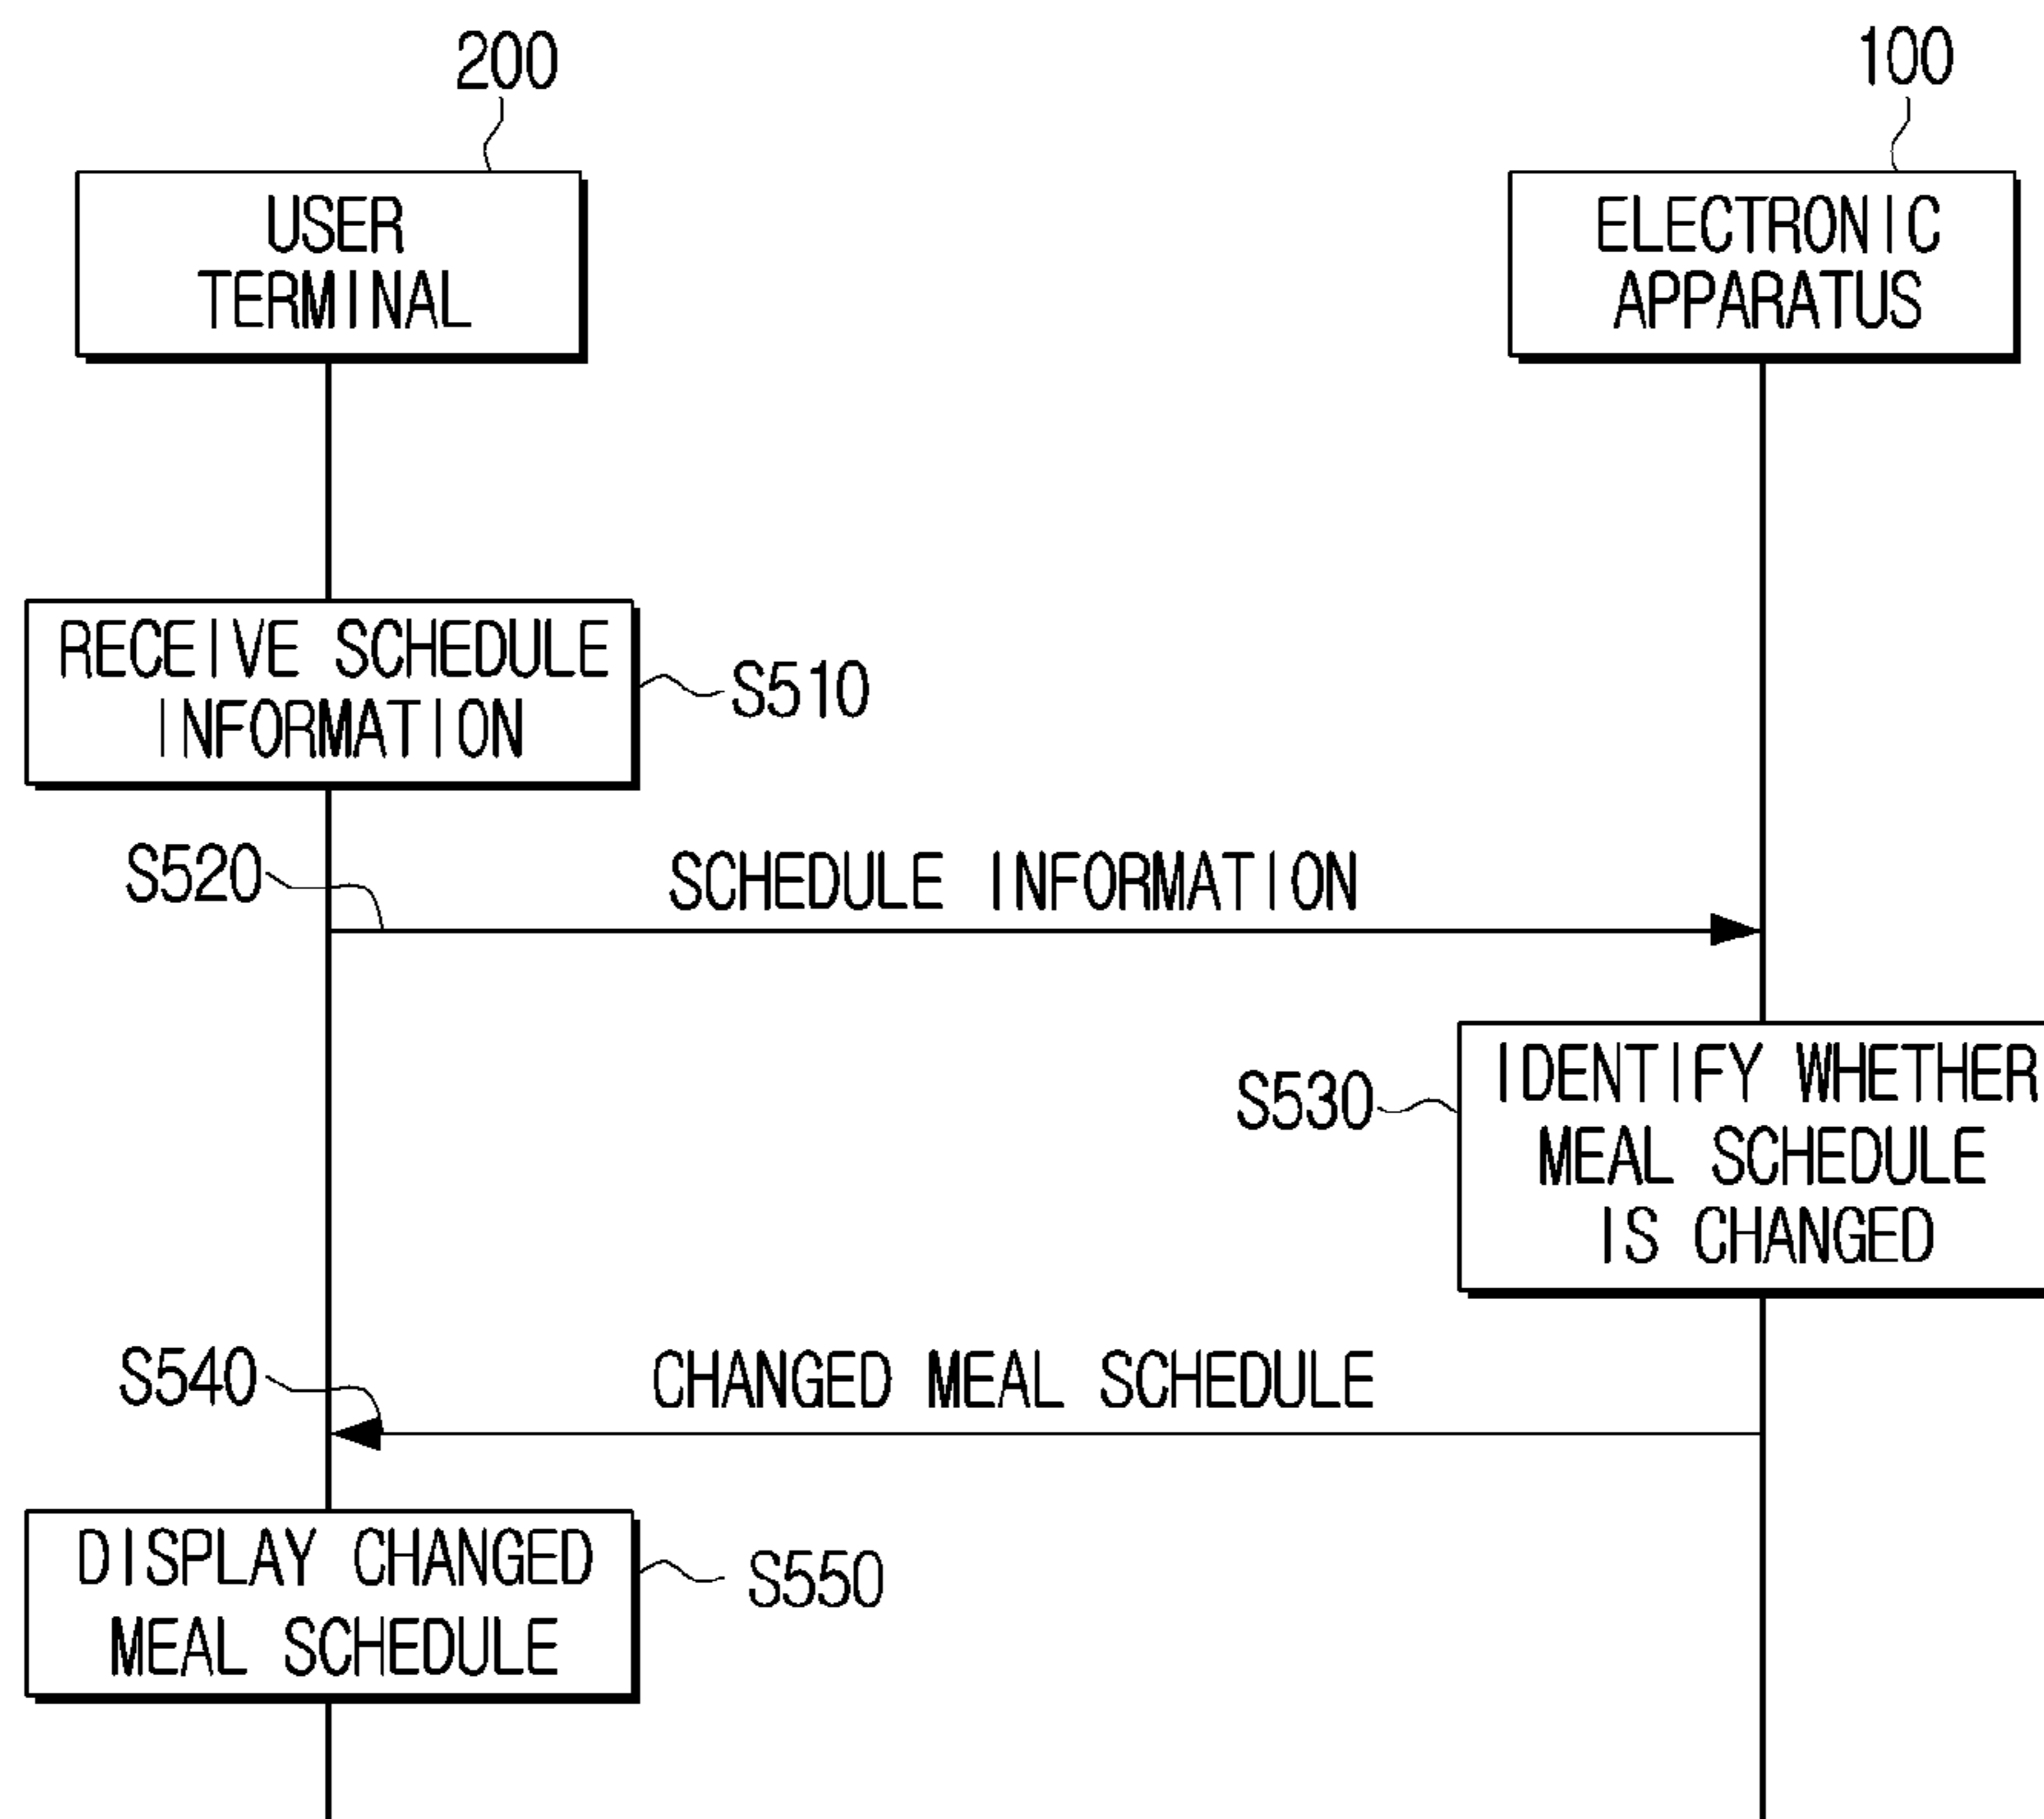 200
100
USER
TERMINAL
ELECTRONIC
APPARATUS
RECEIVE SCHEDULE
INFORMATION
S510
S520
SCHEDULE INFORMATION
S530
IDENTIFY WHETHER
MEAL SCHEDULE
IS CHANGED
S540
CHANGED MEAL SCHEDULE
DISPLAY CHANGED
MEAL SCHEDULE
S550